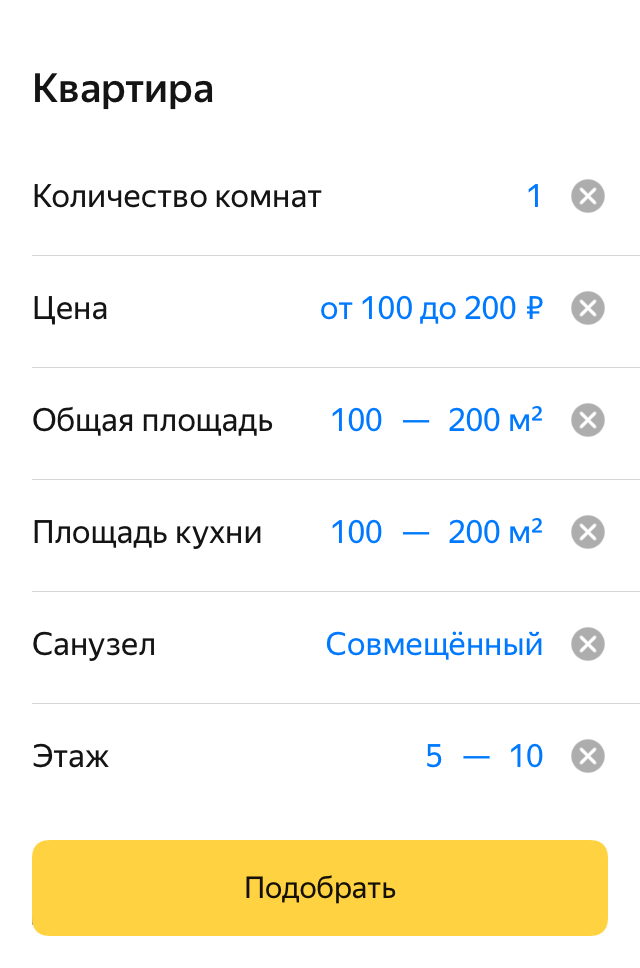 Квартира
Количество комнат 1
Цена от 100 до 200 ₽
Общая площадь 100 — 200 м²
Площадь кухни 100 — 200 м²
Санузел Совмещённый
Этаж 5 — 10
Подобрать